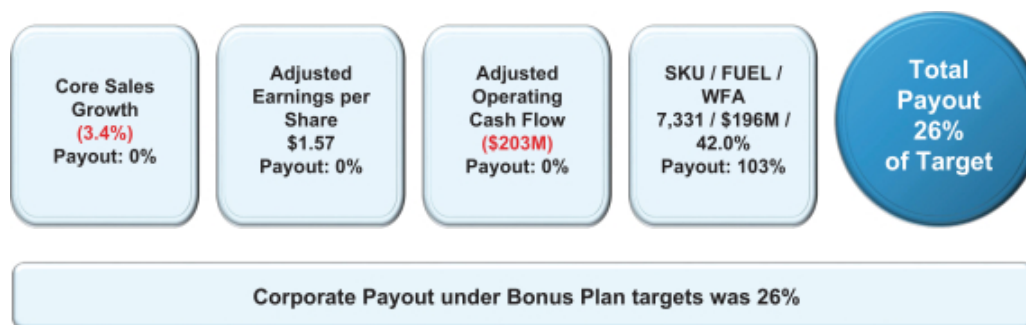 Core Sales
Growth
(3.4%)
Payout: 0%
Adjusted
Earnings per
Share
$1.57
Payout: 0%
Adjusted
Operating
Cash Flow
($203M)
Payout: 0%
SKU / FUEL /
WFA
7,331 / $196M /
42.0%
Payout: 103%
Total
Payout
26%
of Target
Corporate Payout under Bonus Plan targets was 26%